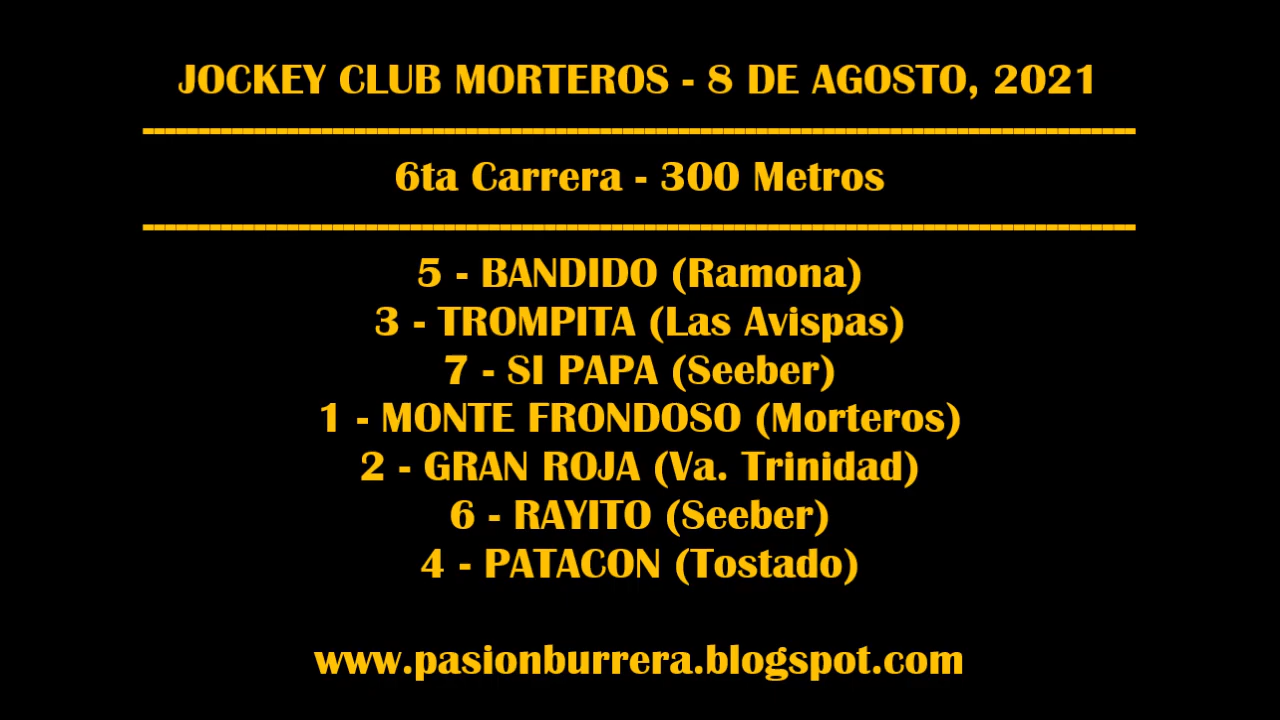 JOCKEY CLUB MORTEROS - 8 DE AGOSTO, 2021
6ta Carrera - 300 Metros
5 - BANDIDO (Ramona)
3 - TROMPITA (Las Avispas)
7 - SI PAPA (Seeber)
1 - MONTE FRONDOSO (Morteros)
2 - GRAN ROJA (Va. Trinidad)
6 - RAYITO (Seeber)
4 - PATACON (Tostado)
www.pasionburrera.blogspot.com